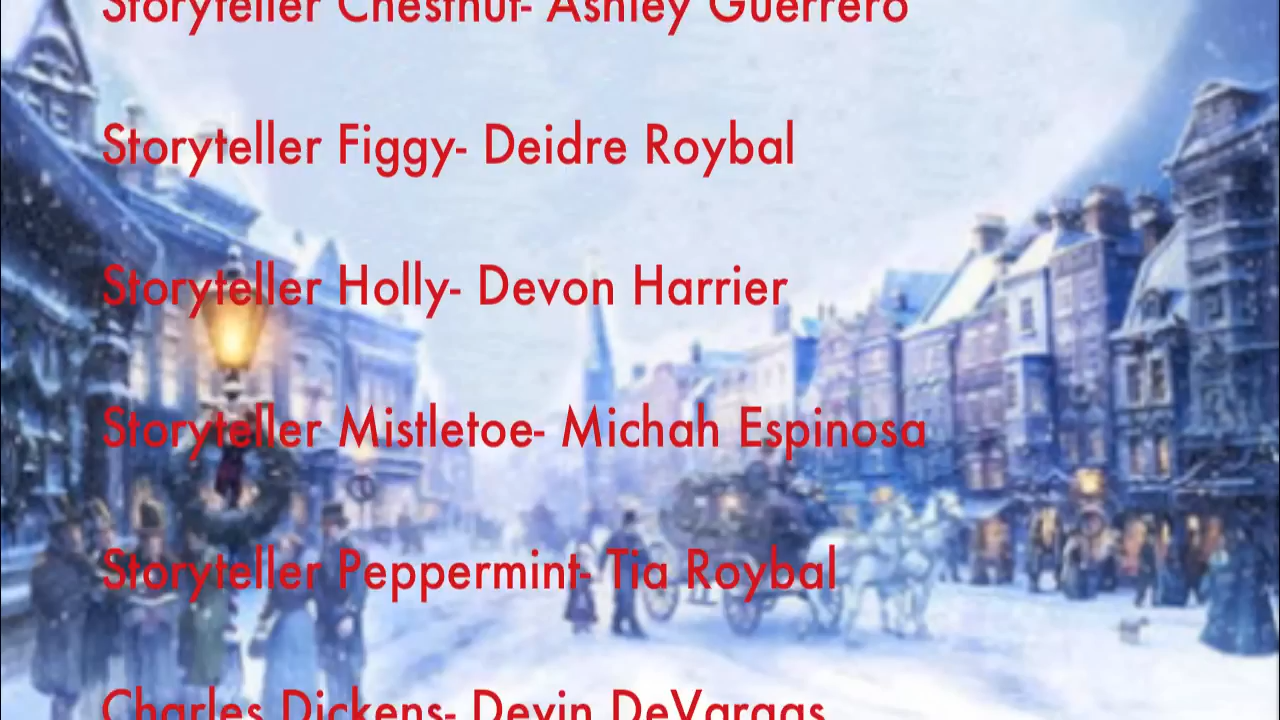 Storyteller Chestnut- Ashley Guerrero
Storyteller Figgy- Deidre Roybal
Storyteller Holly- Devon Harrier
Storyteller Mistletoe- Michah Espinosa
Storyteller Peppermint- Tia Roybal
Charles Dickens- Devin DeVargas